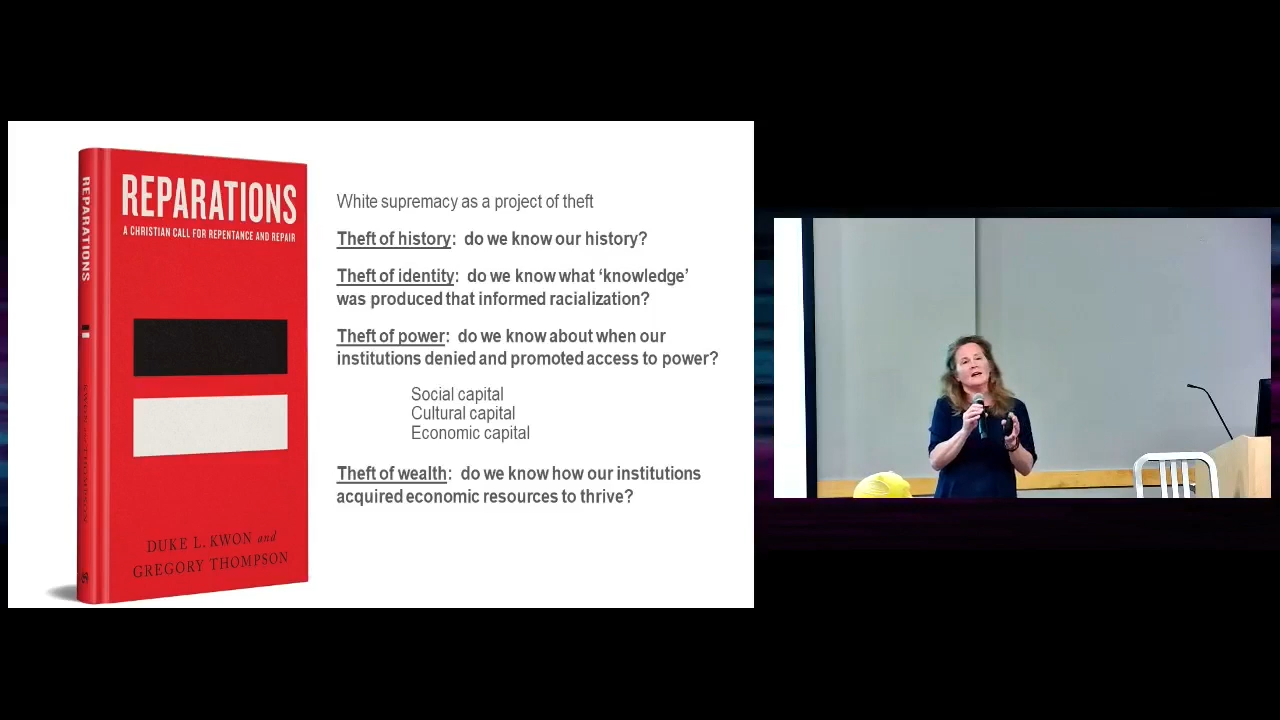 REPARATIONS
A CHRISTIAN CALL FOR REPENTANCE AND REPAIR
REPARATIONS
DUKE L. KWON and
GREGORY THOMPSON
White supremacy as a project of theft
Theft of history:  do we know our history?
Theft of identity:  do we know what ‘knowledge’
was produced that informed racialization?
Theft of power:  do we know about when our
institutions denied and promoted access to power?
Social capital
Cultural capital
Economic capital
Theft of wealth:  do we know how our institutions
acquired economic resources to thrive?